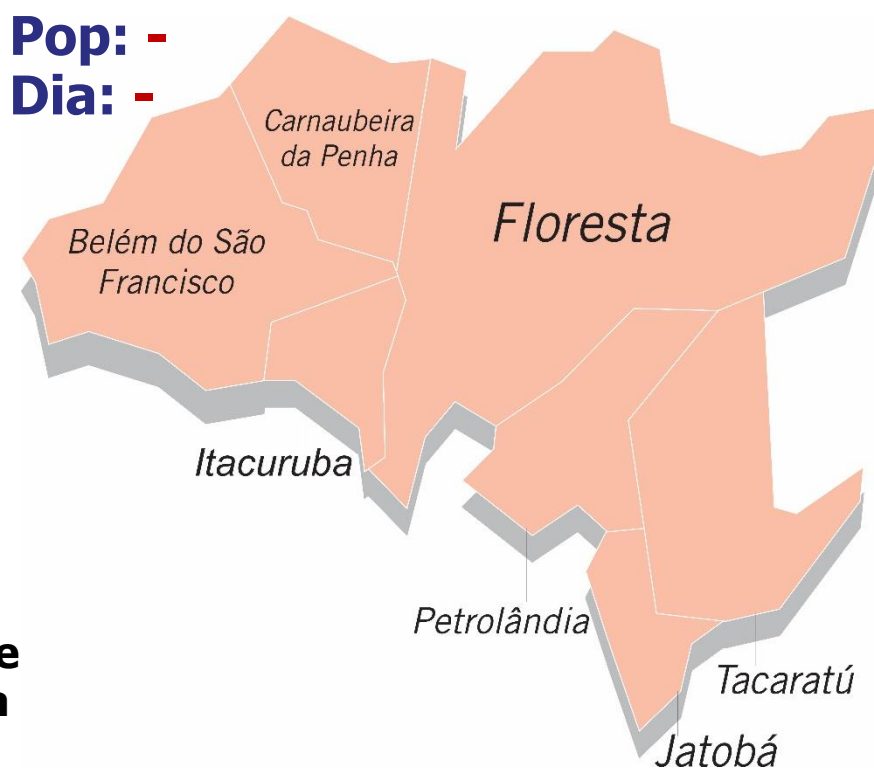 Pop: -
Dia: -
Carnaubeira
da Penha
Floresta
Belém do São
Francisco
Itacuruba
Petrolândia
e
Tacaratú
Jatobá